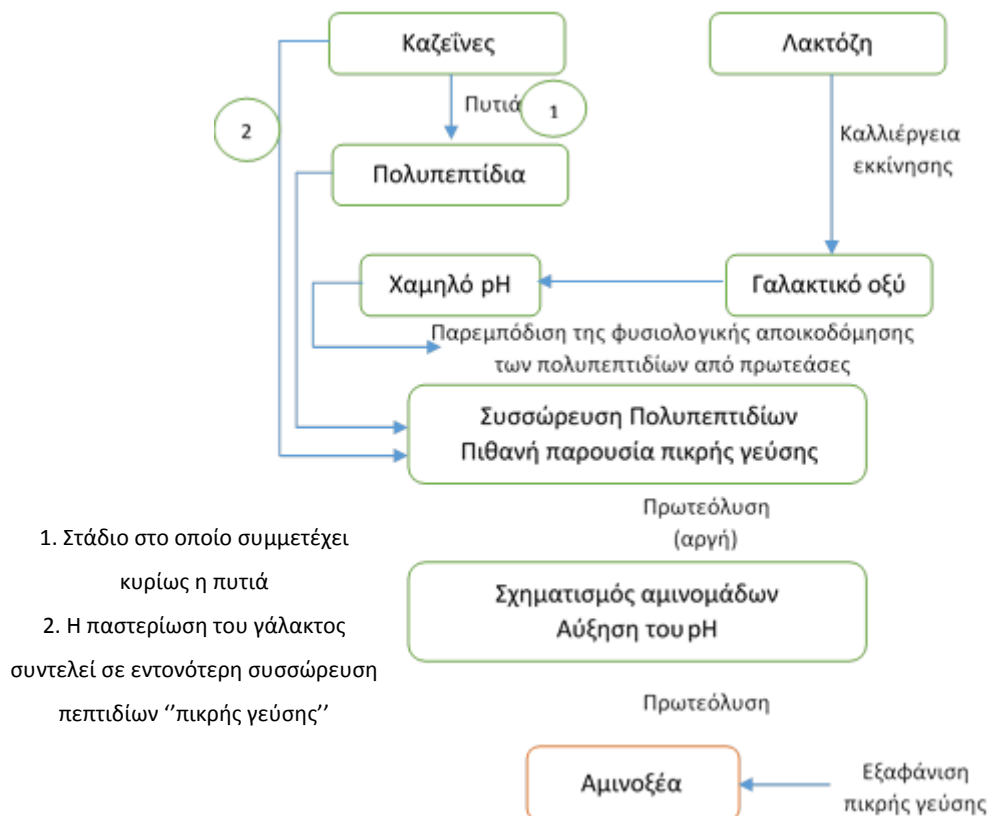 Καζεΐνες
Λακτόζη
Πυτιά
1
2
Καλλιέργεια
εκκίνησης
Πολυπεπτίδια
Χαμηλό pH
Γαλακτικό οξύ
Παρεμπόδιση της φυσιολογικής αποικοδόμησης
των πολυπεπτιδίων από πρωτεάσες
Συσσώρευση Πολυπεπτιδίων
Πιθανή παρουσία πικρής γεύσης
Πρωτεόλυση
(αργή)
1. Στάδιο στο οποίο συμμετέχει
κυρίως η πυτιά
2. Η παστερίωση του γάλακτος
συντελεί σε εντονότερη συσσώρευση
πεπτιδίων ‘’πικρής γεύσης’’
Σχηματισμός αμινομάδων
Αύξηση του pH
Πρωτεόλυση
Αμινοξέα
Εξαφάνιση
πικρής γεύσης